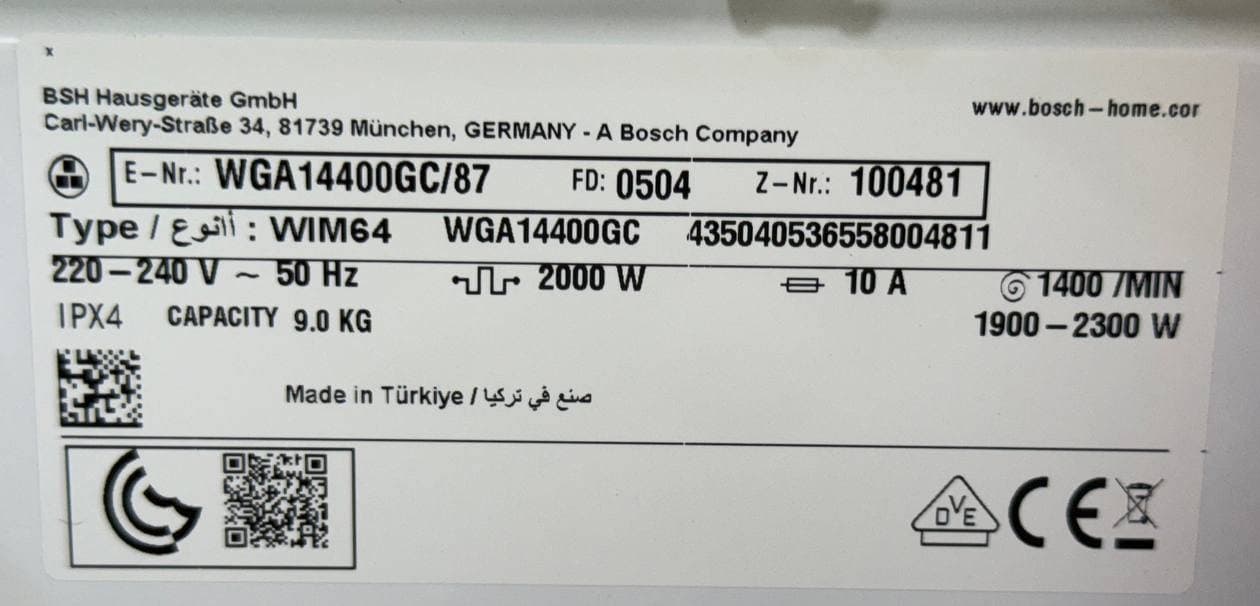 x
BSH Hausgeräte GmbH
www.bosch-home.cor
Carl-Wery-Straße 34, 81739 München, GERMANY - A Bosch Company
E-Nr.: WGA14400GC/87 FD: 0504 Z-Nr.: 100481
Type / أانوع : WIM64 WGA14400GC 435040536558004811
220-240 V ~ 50 Hz 2000 W 10 A 1400 /MIN
IPX4 CAPACITY 9.0 KG 1900-2300 W
Made in Türkiye / صنع في تركيا
DVE CE